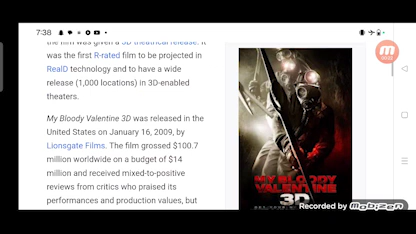 7:38
the film was given a 3D theatrical release. It
was the first R-rated film to be projected in
RealD technology and to have a wide
release (1,000 locations) in 3D-enabled
theaters.
My Bloody Valentine 3D was released in the
United States on January 16, 2009, by
Lionsgate Films. The film grossed $100.7
million worldwide on a budget of $14
million and received mixed-to-positive
reviews from critics who praised its
performances and production values, but
MY BLOODY
VALENTINE
3D
Recorded by Mobizen